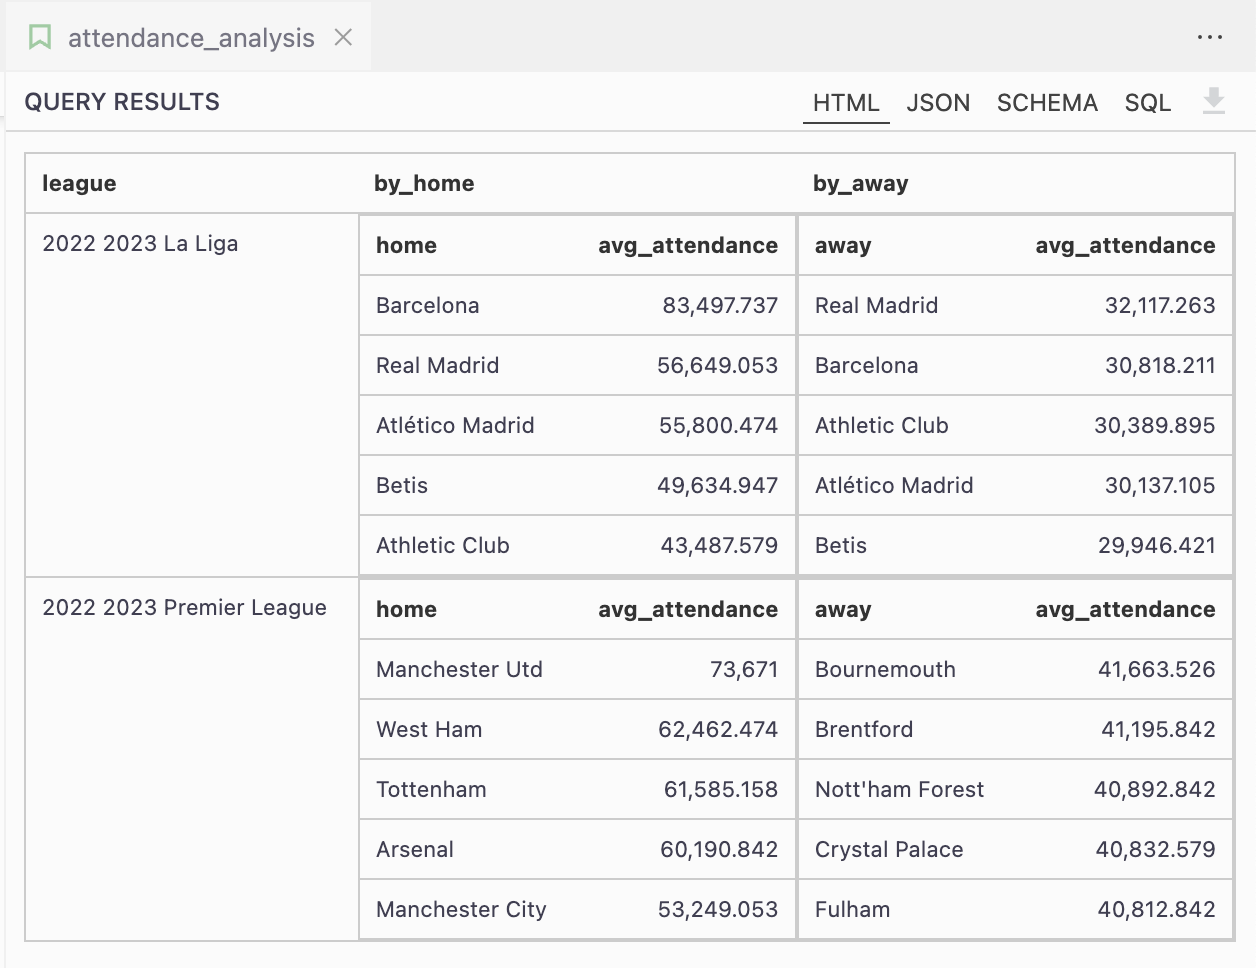 attendance_analysis
QUERY RESULTS HTML JSON SCHEMA SQL
league by_home by_away
2022 2023 La Liga home avg_attendance away avg_attendance
Barcelona 83,497.737 Real Madrid 32,117.263
Real Madrid 56,649.053 Barcelona 30,818.211
Atlético Madrid 55,800.474 Athletic Club 30,389.895
Betis 49,634.947 Atlético Madrid 30,137.105
Athletic Club 43,487.579 Betis 29,946.421
2022 2023 Premier League home avg_attendance away avg_attendance
Manchester Utd 73,671 Bournemouth 41,663.526
West Ham 62,462.474 Brentford 41,195.842
Tottenham 61,585.158 Nott'ham Forest 40,892.842
Arsenal 60,190.842 Crystal Palace 40,832.579
Manchester City 53,249.053 Fulham 40,812.842